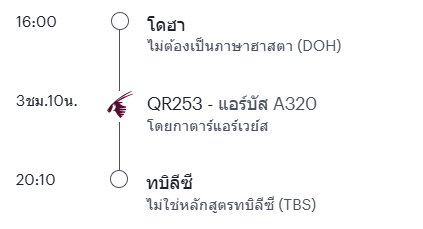 16:00
โดฮา
ไม่ต้องเป็นภาษาฮาสตา (DOH)
3ชม.10น.
QR253 - แอร์บัส A320
โดยกาตาร์แอร์เวย์ส
20:10
ทบิลีซี
ไม่ใช่หลักสูตรทบิลีซี (TBS)